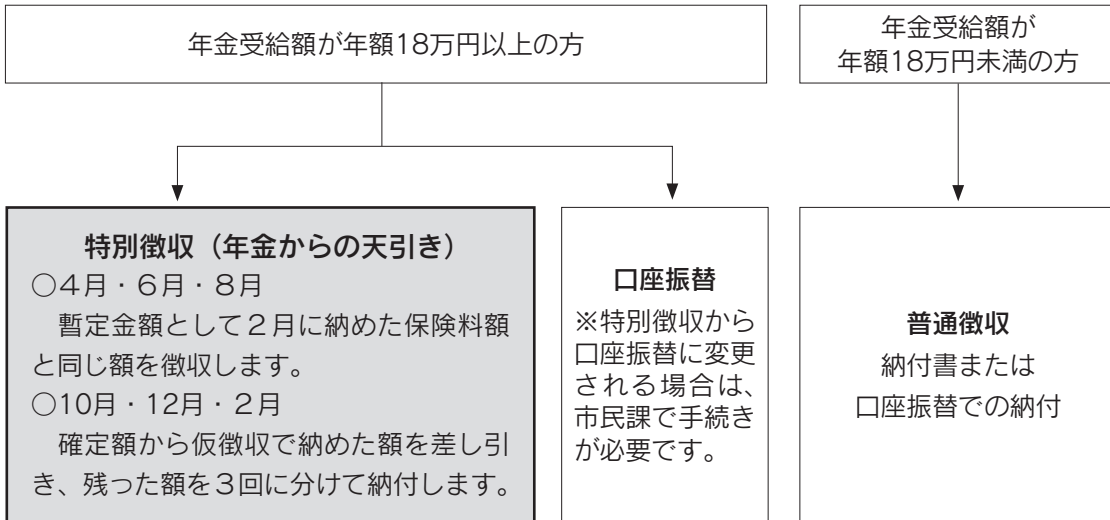 年金受給額が年額18万円以上の方
年金受給額が
年額18万円未満の方
特別徴収（年金からの天引き）
○4月・6月・8月
　暫定金額として２月に納めた保険料額
と同じ額を徴収します。
○10月・12月・２月
　確定額から仮徴収で納めた額を差し引
き、残った額を３回に分けて納付します。
口座振替
※特別徴収から
口座振替に変更
される場合は、
市民課で手続き
が必要です。
普通徴収
納付書または
口座振替での納付